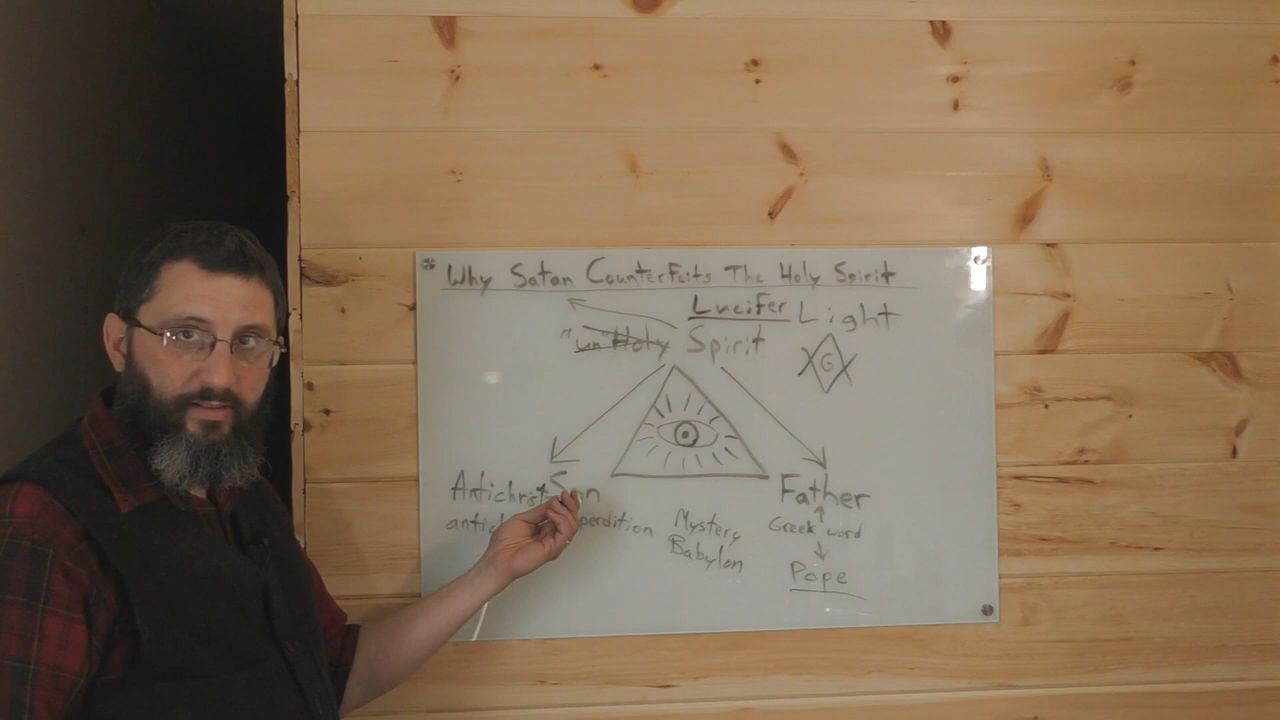 Why Satan Counterfeits The Holy Spirit
Lucifer Light
"un"Holy Spirit
G
Antichrist Son Father
perdition Mystery Greek word
Babylon
Pope